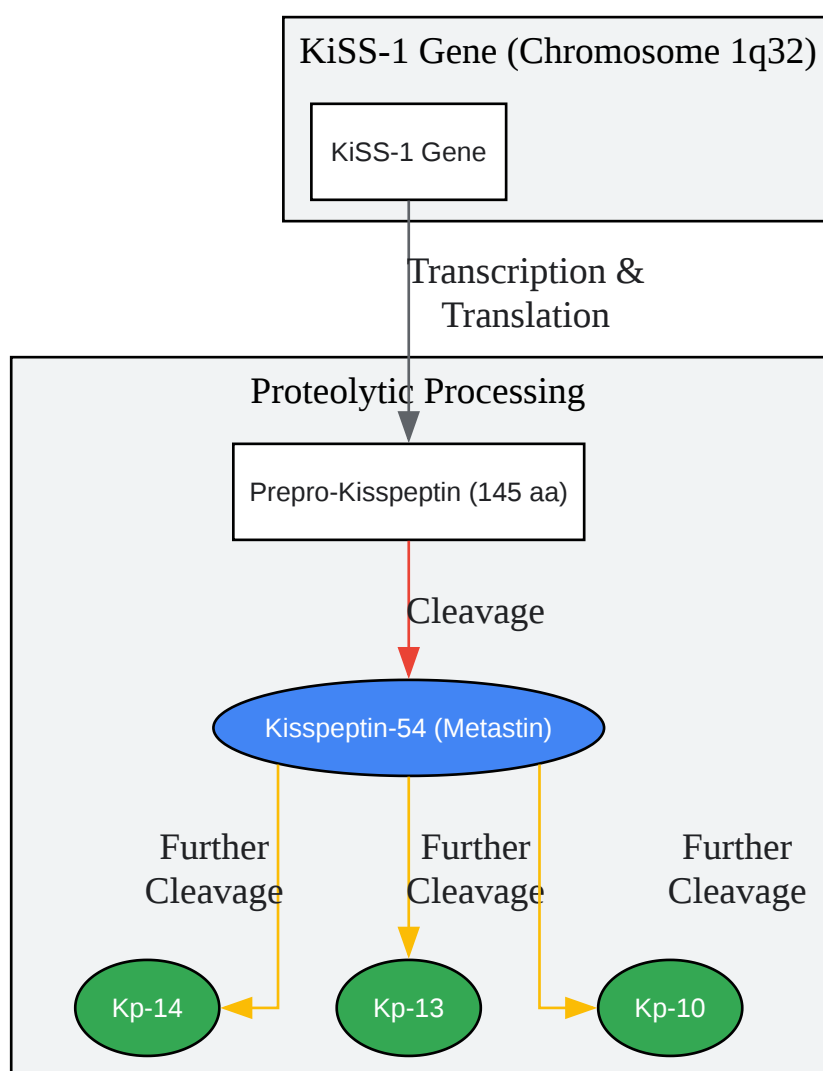 KiSS-1 Gene (Chromosome 1q32)
KiSS-1 Gene
Transcription &
Translation
Proteolytic Processing
Prepro-Kisspeptin (145 aa)
Cleavage
Kisspeptin-54 (Metastin)
Further
Cleavage
Further
Cleavage
Further
Cleavage
Kp-14
Kp-13
Kp-10